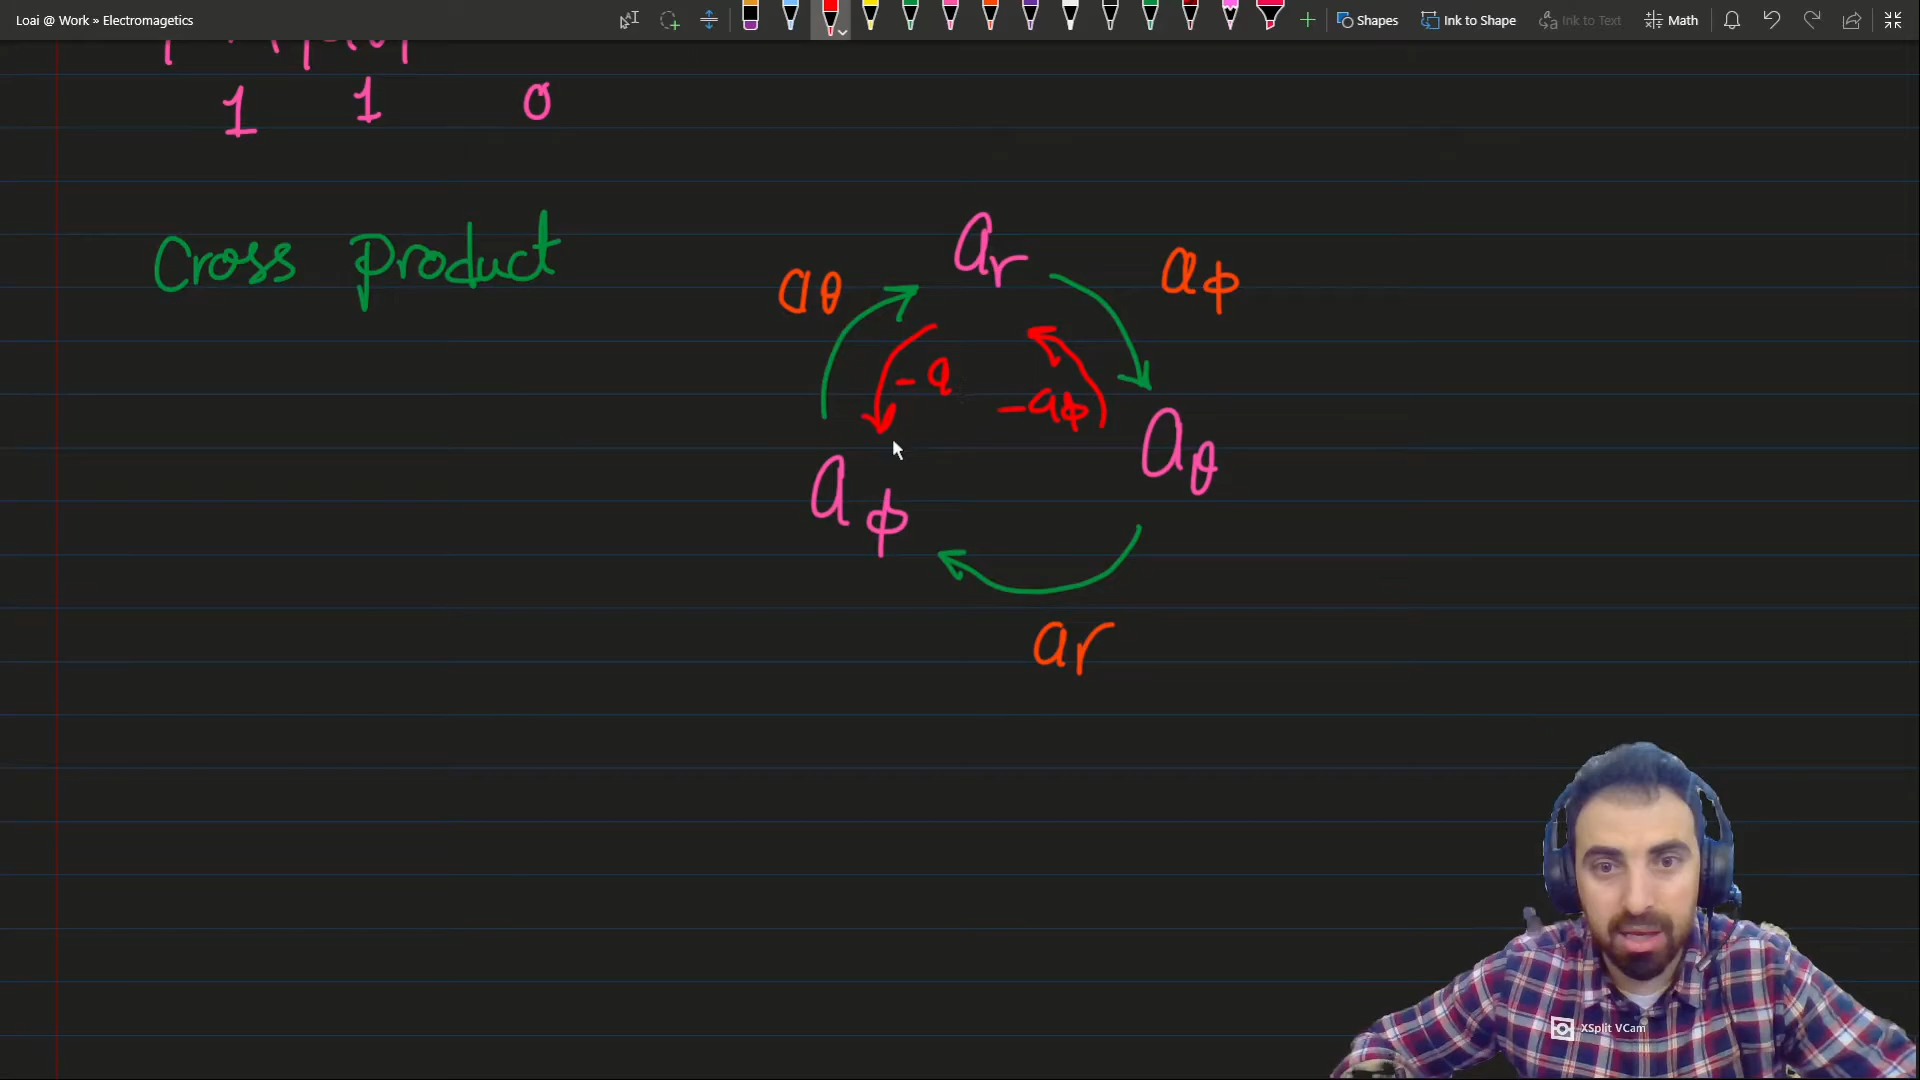 Loai @ Work » Electromagetics
Shapes
Ink to Shape
Ink to Text
Math
1 1 0
Cross product
ar
aθ
aφ
-a
-aφ
aθ
aφ
ar
XSplit VCam